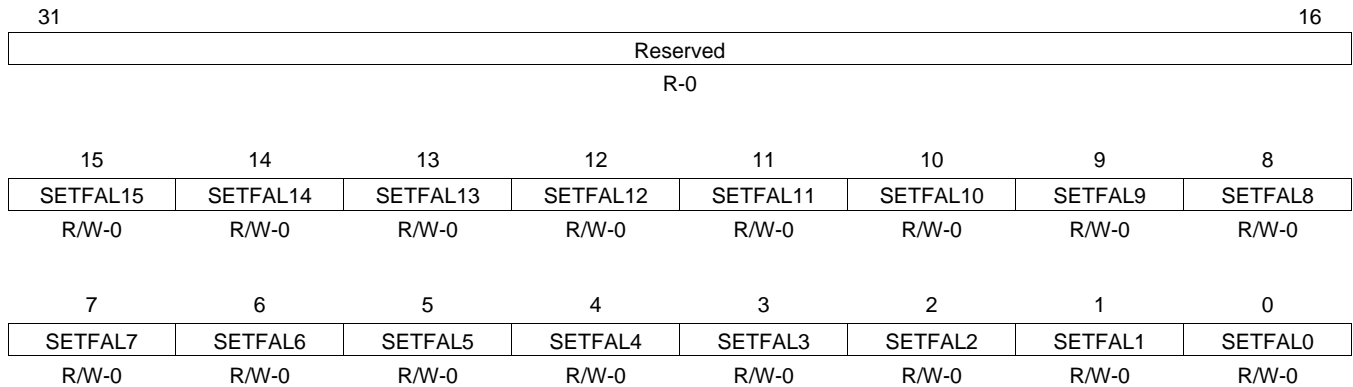 31 16
Reserved
R-0
15 14 13 12 11 10 9 8
SETFAL15 SETFAL14 SETFAL13 SETFAL12 SETFAL11 SETFAL10 SETFAL9 SETFAL8
R/W-0 R/W-0 R/W-0 R/W-0 R/W-0 R/W-0 R/W-0 R/W-0
7 6 5 4 3 2 1 0
SETFAL7 SETFAL6 SETFAL5 SETFAL4 SETFAL3 SETFAL2 SETFAL1 SETFAL0
R/W-0 R/W-0 R/W-0 R/W-0 R/W-0 R/W-0 R/W-0 R/W-0